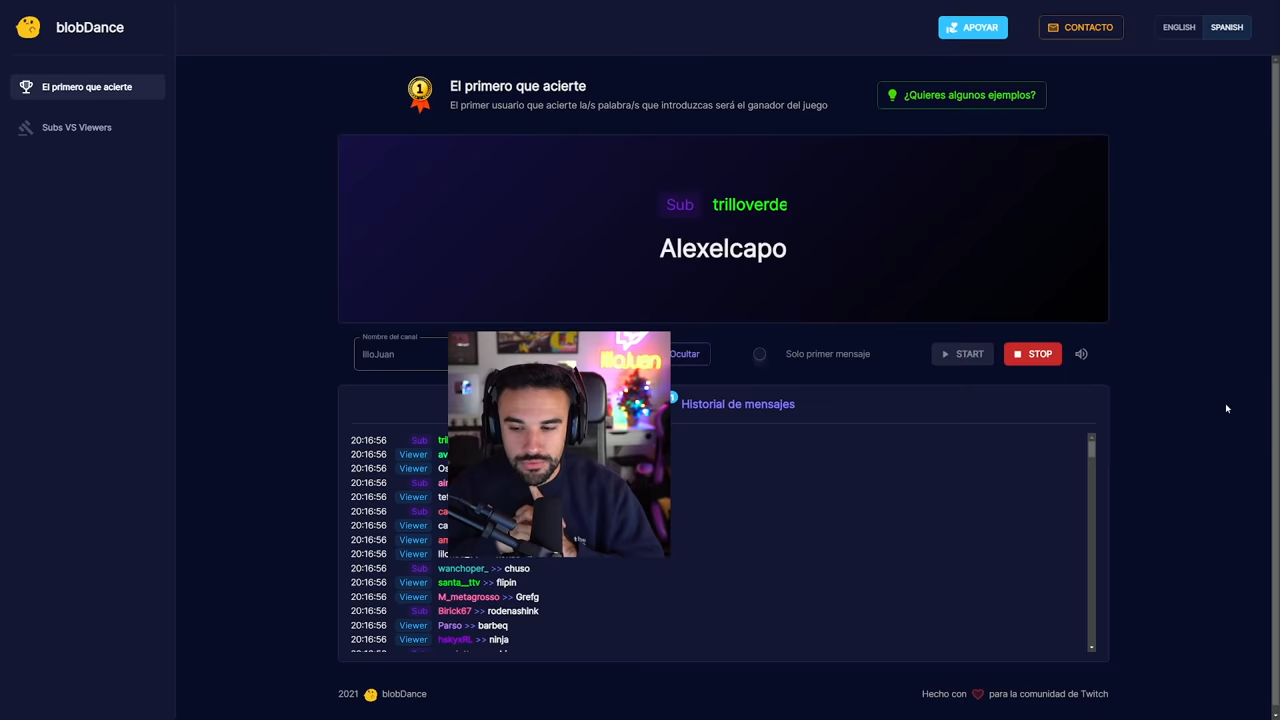 blobDance
APOYAR
CONTACTO
ENGLISH
SPANISH
El primero que acierte
Subs VS Viewers
El primero que acierte
El primer usuario que acierte la/s palabra/s que introduzcas será el ganador del juego
¿Quieres algunos ejemplos?
Sub trilloverde
Alexelcapo
Nombre del canal
IlloJuan
Ocultar
Solo primer mensaje
START
STOP
Historial de mensajes
20:16:56 Sub
20:16:56 Viewer
20:16:56 Viewer
20:16:56 Sub
20:16:56 Viewer
20:16:56 Sub
20:16:56 Viewer
20:16:56 Viewer
20:16:56 Viewer
20:16:56 Sub wanchoper_ >> chuso
20:16:56 Viewer santa__ttv >> flipin
20:16:56 Viewer M_metagrosso >> Grefg
20:16:56 Sub Birick67 >> rodenashink
20:16:56 Viewer Parso >> barbeq
20:16:56 Viewer hskyxRL >> ninja
2021 blobDance
Hecho con para la comunidad de Twitch